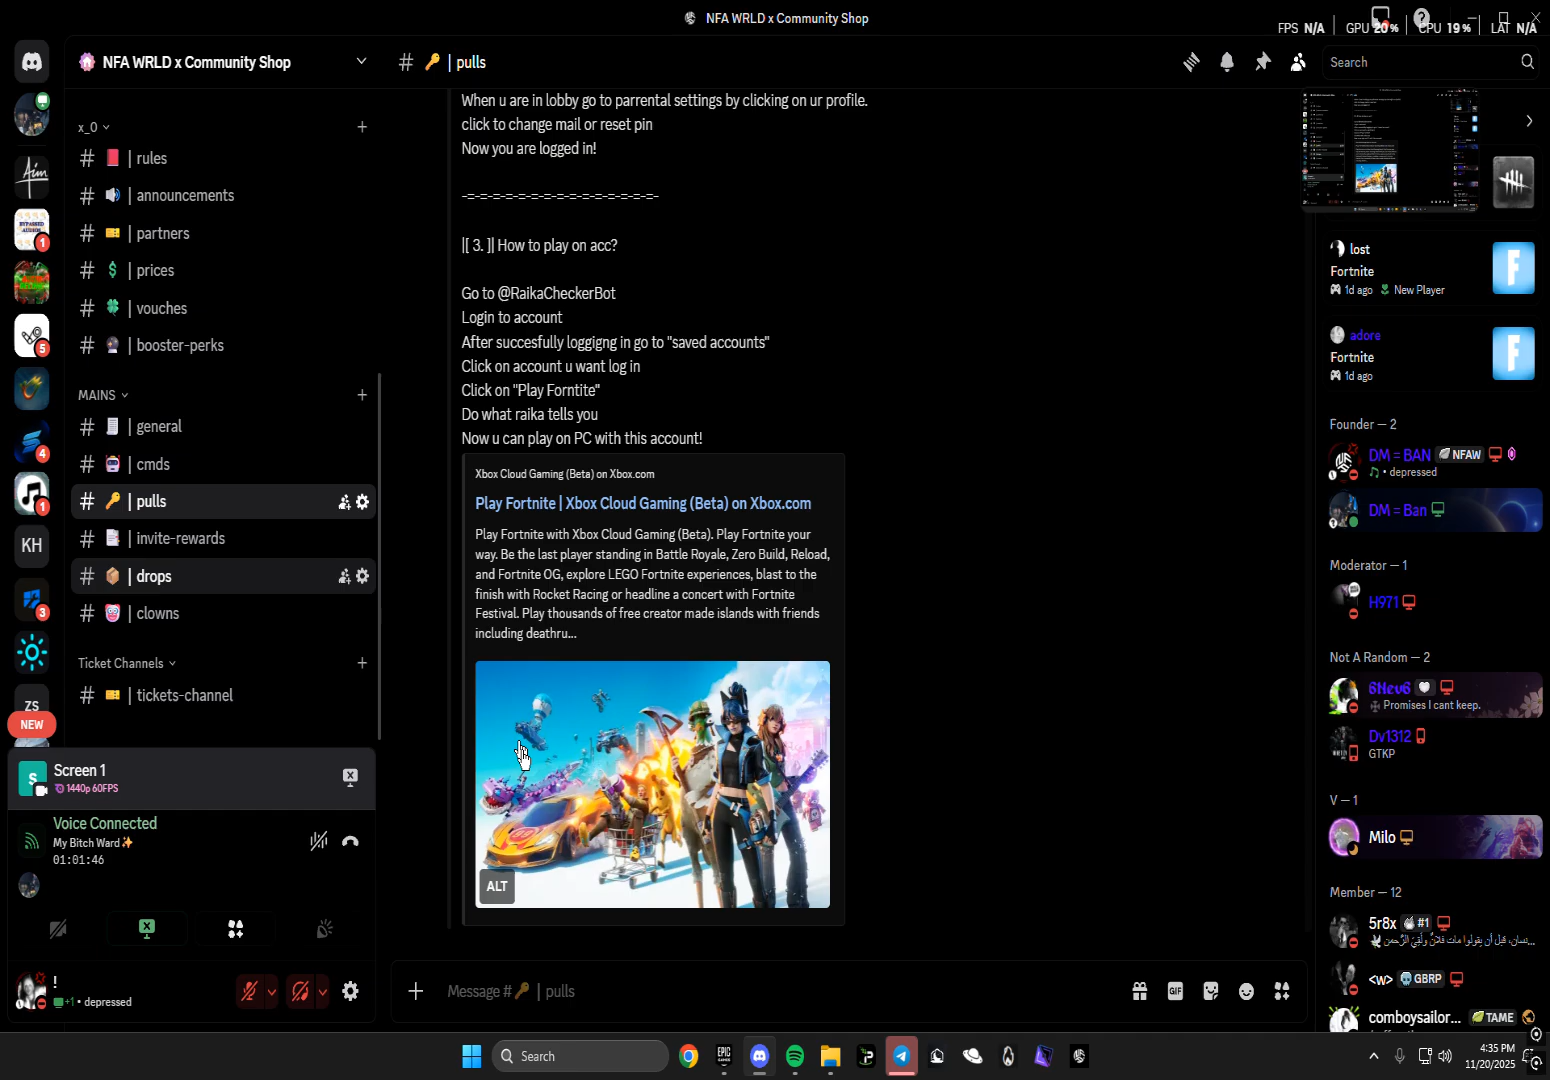 NFA WRLD x Community Shop
FPS N/A | GPU 20 % | CPU 19 % | LAT N/A
NFA WRLD x Community Shop
# | pulls
Search
x_0
# | rules
# | announcements
# | partners
# | prices
# | vouches
# | booster-perks
MAINS
# | general
# | cmds
# | pulls
# | invite-rewards
# | drops
# | clowns
Ticket Channels
# | tickets-channel
Aim
BYPASSED AUDIOS
1
5
4
1
KH
3
ZS
NEW
Screen 1
1440p 60FPS
Voice Connected
My Bitch Ward✨
01:01:46
!
+1 • depressed
When u are in lobby go to parrental settings by clicking on ur profile.
click to change mail or reset pin
Now you are logged in!
-=-=-=-=-=-=-=-=-=-=-=-=-=-=-=-
|[ 3. ]| How to play on acc?
Go to @RaikaCheckerBot
Login to account
After succesfully loggigng in go to "saved accounts"
Click on account u want log in
Click on "Play Forntite"
Do what raika tells you
Now u can play on PC with this account!
Xbox Cloud Gaming (Beta) on Xbox.com
Play Fortnite | Xbox Cloud Gaming (Beta) on Xbox.com
Play Fortnite with Xbox Cloud Gaming (Beta). Play Fortnite your
way. Be the last player standing in Battle Royale, Zero Build, Reload,
and Fortnite OG, explore LEGO Fortnite experiences, blast to the
finish with Rocket Racing or headline a concert with Fortnite
Festival. Play thousands of free creator made islands with friends
including deathru...
ALT
Message # | pulls
GIF
lost
Fortnite
1d ago New Player
adore
Fortnite
1d ago
Founder — 2
DM = BAN NFAW
• depressed
DM = Ban
Moderator — 1
H971
Not A Random — 2
6Hev6
Promises I cant keep.
Dv1312
GTKP
V — 1
Milo
Member — 12
5r8x #1
<w> GBRP
comboysailor... TAME
Search
EPIC GAMES
4:35 PM
11/20/2025